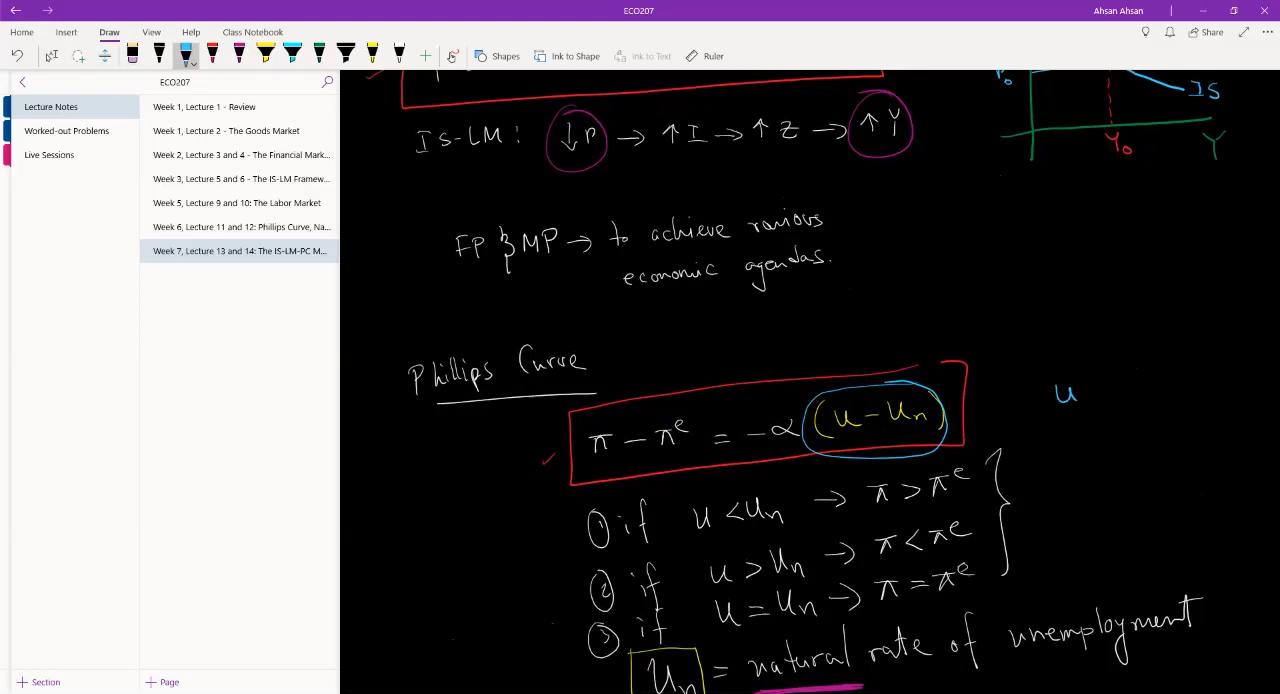 ECO207
Ahsan Ahsan
Home Insert Draw View Help Class Notebook
Share
Shapes Ink to Shape Ink to Text Ruler
ECO207
Lecture Notes
Worked-out Problems
Live Sessions
Week 1, Lecture 1 - Review
Week 1, Lecture 2 - The Goods Market
Week 2, Lecture 3 and 4 - The Financial Mark...
Week 3, Lecture 5 and 6 - The IS-LM Framew...
Week 5, Lecture 9 and 10: The Labor Market
Week 6, Lecture 11 and 12: Phillips Curve, Na...
Week 7, Lecture 13 and 14: The IS-LM-PC M...
+ Section
+ Page
IS
Y₀ Y
IS-LM: ↓P → ↑I → ↑Z → ↑Y
FP & MP → to achieve various
economic agendas.
Phillips Curve
π - πᵉ = -α (u - uₙ)
u
① if u < uₙ → π > πᵉ
② if u > uₙ → π < πᵉ
③ if u = uₙ → π = πᵉ
uₙ = natural rate of unemployment